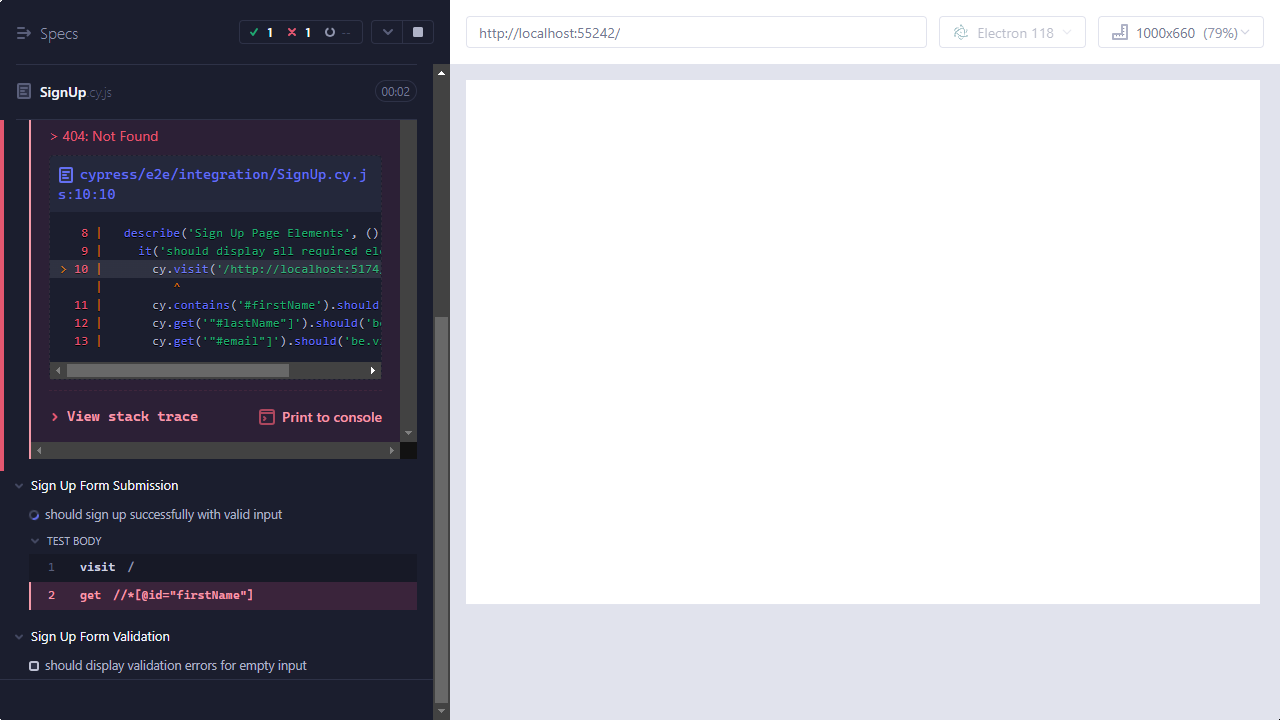 Specs
1 1 --
http://localhost:55242/
Electron 118
1000x660 (79%)
SignUp.cy.js
00:02
> 404: Not Found
cypress/e2e/integration/SignUp.cy.j
s:10:10
8 | describe('Sign Up Page Elements', ()
9 | it('should display all required ele
> 10 | cy.visit('/http://localhost:5174/
| ^
11 | cy.contains('#firstName').should
12 | cy.get('"#lastName"]').should('be
13 | cy.get('"#email"]').should('be.vi
> View stack trace
Print to console
Sign Up Form Submission
should sign up successfully with valid input
TEST BODY
1 visit /
2 get //*[@id="firstName"]
Sign Up Form Validation
should display validation errors for empty input